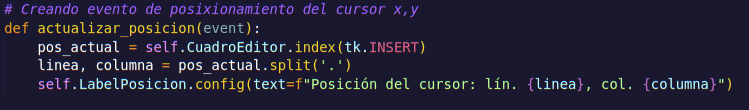 # Creando evento de posixionamiento del cursor x,y
def actualizar_posicion(event):
    pos_actual = self.CuadroEditor.index(tk.INSERT)
    linea, columna = pos_actual.split('.')
    self.LabelPosicion.config(text=f"Posición del cursor: lín. {linea}, col. {columna}")